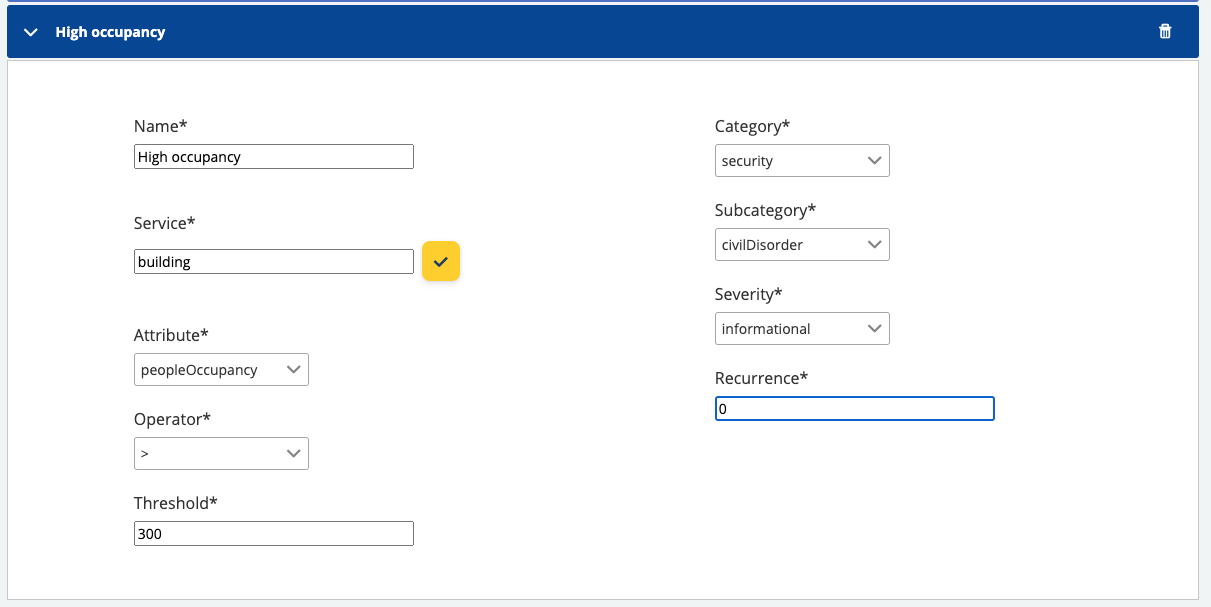 High occupancy
Name*
High occupancy
Service*
building
Attribute*
peopleOccupancy
Operator*
>
Threshold*
300
Category*
security
Subcategory*
civilDisorder
Severity*
informational
Recurrence*
0